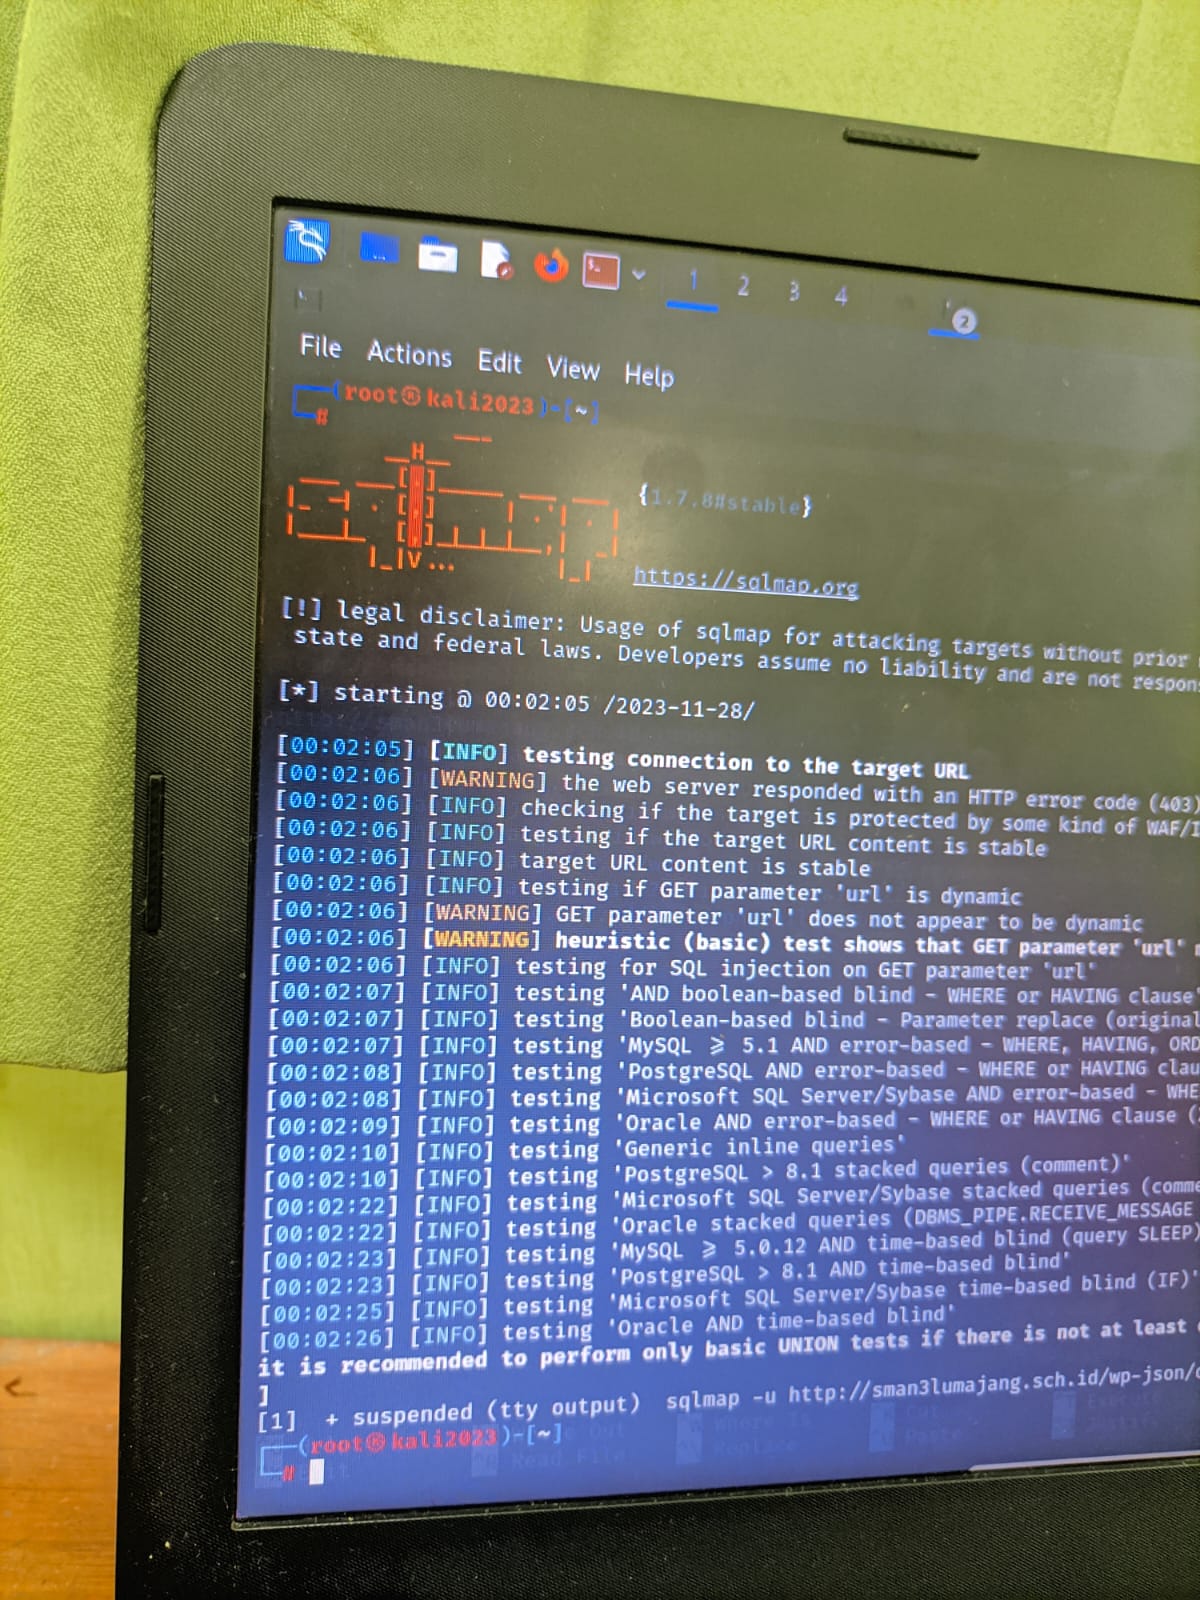 1 2 3 4
2
File Actions Edit View Help
(root㉿kali2023)-[~]
#
{1.7.8#stable}
https://sqlmap.org
[!] legal disclaimer: Usage of sqlmap for attacking targets without prior
state and federal laws. Developers assume no liability and are not respon
[*] starting @ 00:02:05 /2023-11-28/
[00:02:05] [INFO] testing connection to the target URL
[00:02:06] [WARNING] the web server responded with an HTTP error code (403)
[00:02:06] [INFO] checking if the target is protected by some kind of WAF/I
[00:02:06] [INFO] testing if the target URL content is stable
[00:02:06] [INFO] target URL content is stable
[00:02:06] [INFO] testing if GET parameter 'url' is dynamic
[00:02:06] [WARNING] GET parameter 'url' does not appear to be dynamic
[00:02:06] [WARNING] heuristic (basic) test shows that GET parameter 'url'
[00:02:06] [INFO] testing for SQL injection on GET parameter 'url'
[00:02:07] [INFO] testing 'AND boolean-based blind - WHERE or HAVING clause'
[00:02:07] [INFO] testing 'Boolean-based blind - Parameter replace (original
[00:02:07] [INFO] testing 'MySQL ≥ 5.1 AND error-based - WHERE, HAVING, ORD
[00:02:08] [INFO] testing 'PostgreSQL AND error-based - WHERE or HAVING clau
[00:02:08] [INFO] testing 'Microsoft SQL Server/Sybase AND error-based - WHE
[00:02:09] [INFO] testing 'Oracle AND error-based - WHERE or HAVING clause (
[00:02:10] [INFO] testing 'Generic inline queries'
[00:02:10] [INFO] testing 'PostgreSQL > 8.1 stacked queries (comment)'
[00:02:22] [INFO] testing 'Microsoft SQL Server/Sybase stacked queries (comme
[00:02:22] [INFO] testing 'Oracle stacked queries (DBMS_PIPE.RECEIVE_MESSAGE
[00:02:23] [INFO] testing 'MySQL ≥ 5.0.12 AND time-based blind (query SLEEP)
[00:02:23] [INFO] testing 'PostgreSQL > 8.1 AND time-based blind'
[00:02:25] [INFO] testing 'Microsoft SQL Server/Sybase time-based blind (IF)'
[00:02:26] [INFO] testing 'Oracle AND time-based blind'
it is recommended to perform only basic UNION tests if there is not at least
]
[1] + suspended (tty output) sqlmap -u http://sman3lumajang.sch.id/wp-json/
(root㉿kali2023)-[~]
#